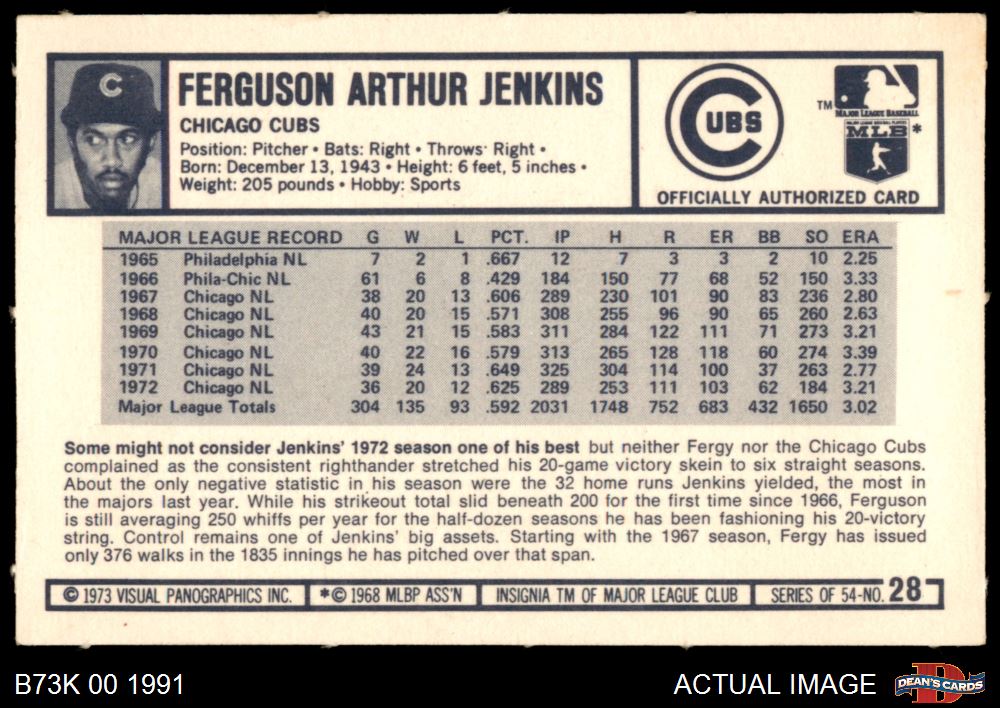 C
FERGUSON ARTHUR JENKINS
CHICAGO CUBS
Position: Pitcher • Bats: Right • Throws: Right •
Born: December 13, 1943 • Height: 6 feet, 5 inches •
Weight: 205 pounds • Hobby: Sports
CUBS
TM
MAJOR LEAGUE BASEBALL
MAJOR LEAGUE BASEBALL PLAYERS
MLB *
OFFICIALLY AUTHORIZED CARD
MAJOR LEAGUE RECORD G W L PCT. IP H R ER BB SO ERA
1965 Philadelphia NL 7 2 1 .667 12 7 3 3 2 10 2.25
1966 Phila-Chic NL 61 6 8 .429 184 150 77 68 52 150 3.33
1967 Chicago NL 38 20 13 .606 289 230 101 90 83 236 2.80
1968 Chicago NL 40 20 15 .571 308 255 96 90 65 260 2.63
1969 Chicago NL 43 21 15 .583 311 284 122 111 71 273 3.21
1970 Chicago NL 40 22 16 .579 313 265 128 118 60 274 3.39
1971 Chicago NL 39 24 13 .649 325 304 114 100 37 263 2.77
1972 Chicago NL 36 20 12 .625 289 253 111 103 62 184 3.21
Major League Totals 304 135 93 .592 2031 1748 752 683 432 1650 3.02
Some might not consider Jenkins' 1972 season one of his best but neither Fergy nor the Chicago Cubs
complained as the consistent righthander stretched his 20-game victory skein to six straight seasons.
About the only negative statistic in his season were the 32 home runs Jenkins yielded, the most in
the majors last year. While his strikeout total slid beneath 200 for the first time since 1966, Ferguson
is still averaging 250 whiffs per year for the half-dozen seasons he has been fashioning his 20-victory
string. Control remains one of Jenkins' big assets. Starting with the 1967 season, Fergy has issued
only 376 walks in the 1835 innings he has pitched over that span.
© 1973 VISUAL PANOGRAPHICS INC. *© 1968 MLBP ASS'N INSIGNIA TM OF MAJOR LEAGUE CLUB SERIES OF 54-NO. 28
B73K 00 1991
ACTUAL IMAGE
D
DEAN'S CARDS